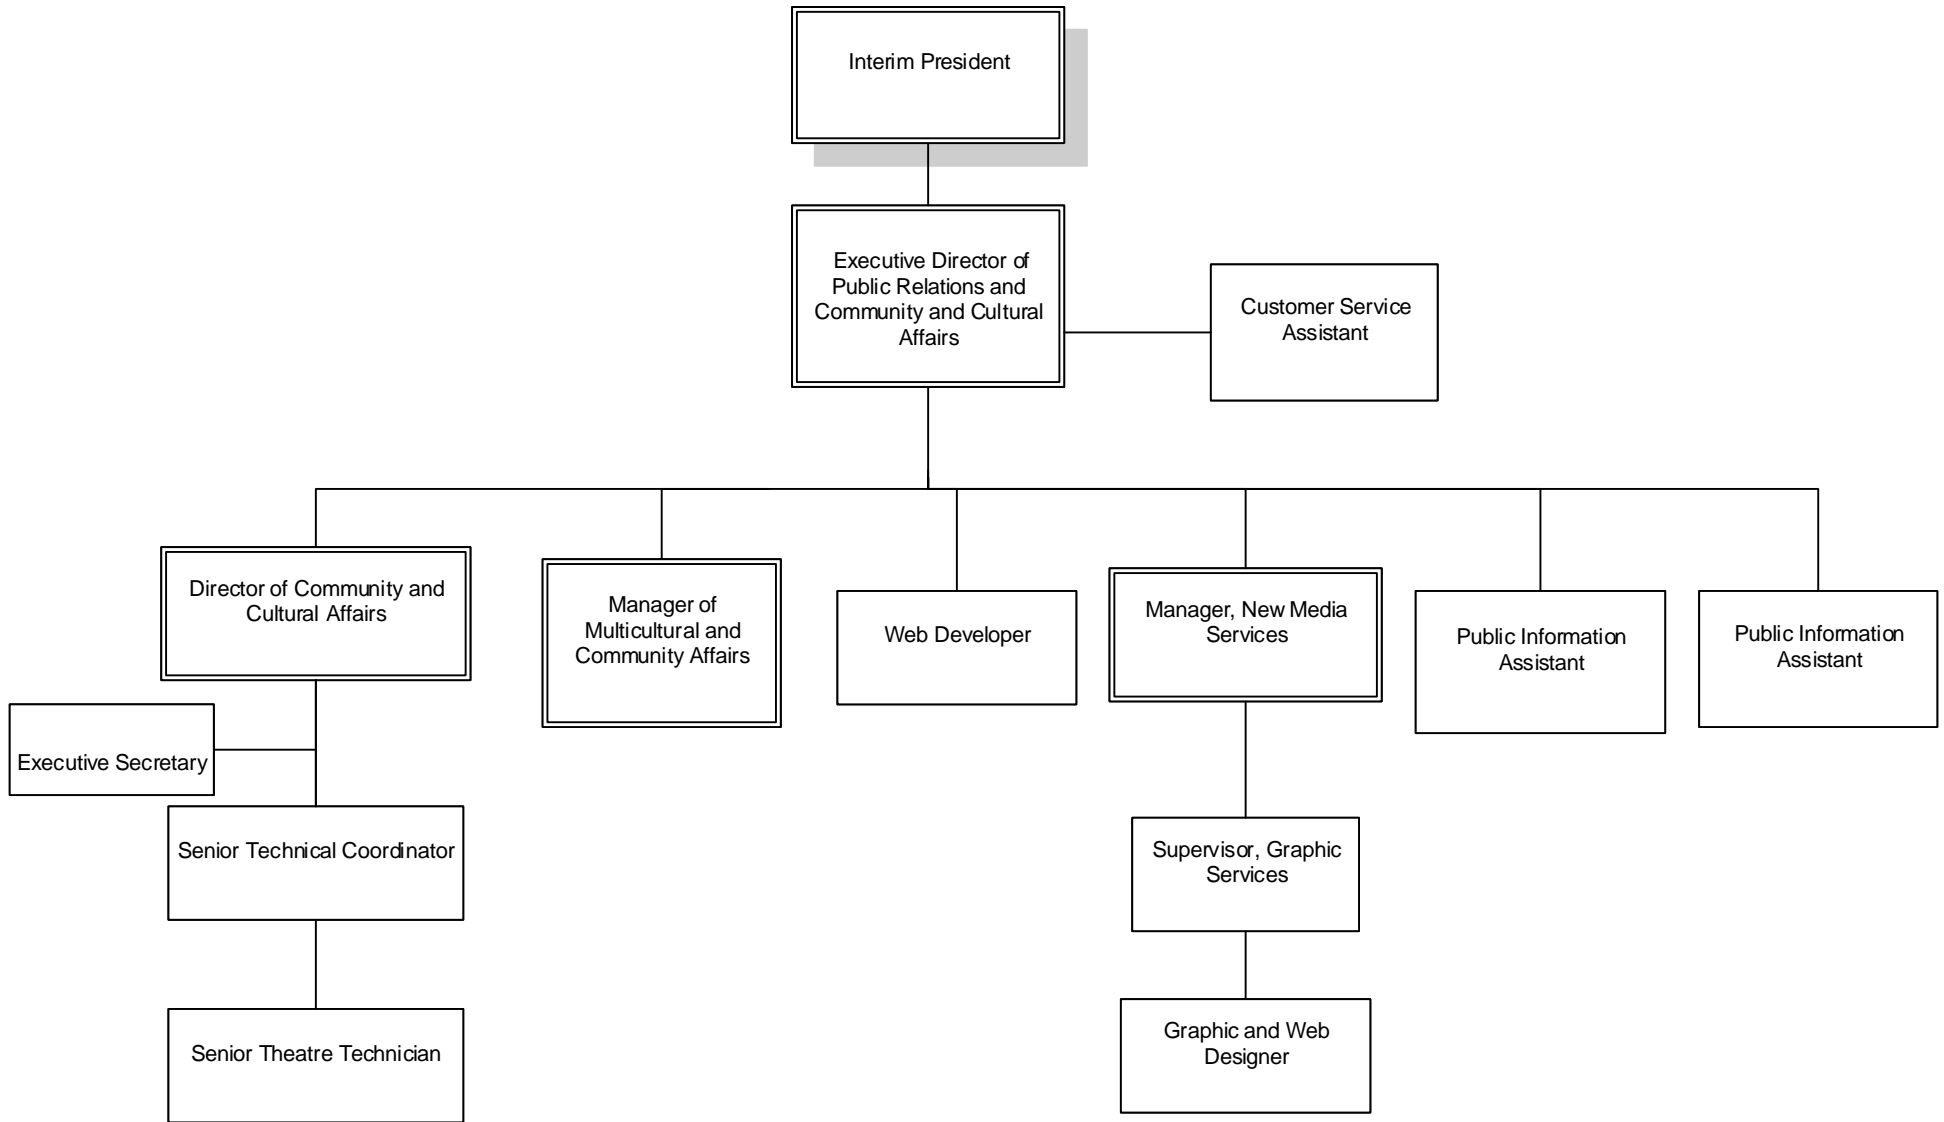 Interim President
Executive Director of
Public Relations and
Community and Cultural
Affairs
Customer Service
Assistant
Director of Community and
Cultural Affairs
Manager of
Multicultural and
Community Affairs
Web Developer
Manager, New Media
Services
Public Information
Assistant
Public Information
Assistant
Executive Secretary
Senior Technical Coordinator
Supervisor, Graphic
Services
Senior Theatre Technician
Graphic and Web
Designer